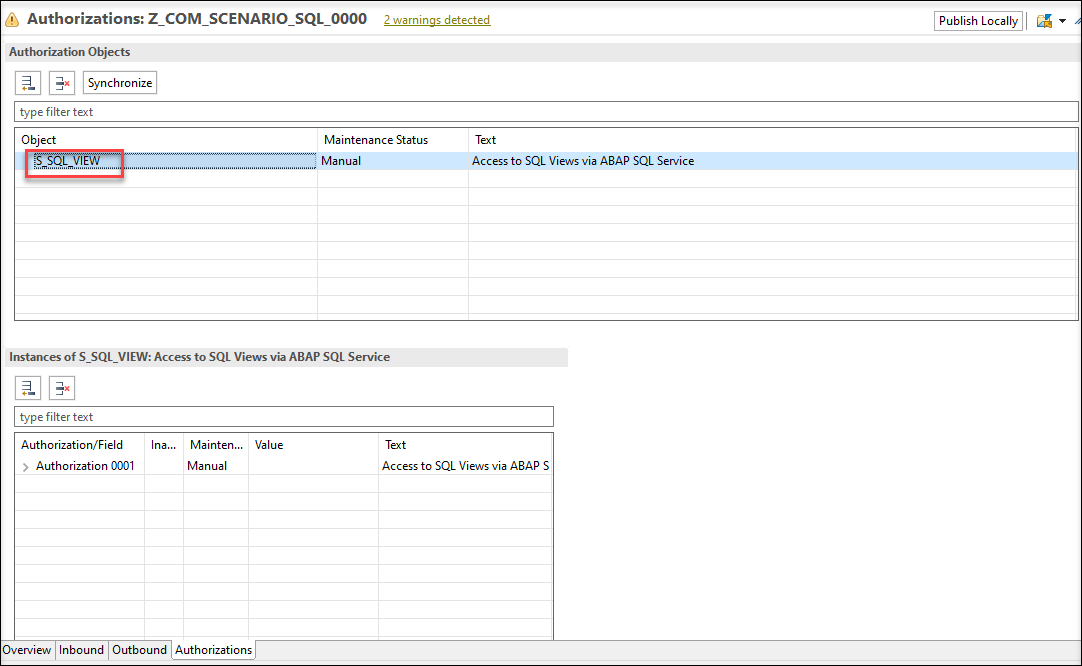 Authorizations: Z_COM_SCENARIO_SQL_0000 2 warnings detected Publish Locally
Authorization Objects
Synchronize
type filter text
Object Maintenance Status Text
S_SQL_VIEW Manual Access to SQL Views via ABAP SQL Service
Instances of S_SQL_VIEW: Access to SQL Views via ABAP SQL Service
type filter text
Authorization/Field Ina... Mainten... Value Text
Authorization 0001 Manual Access to SQL Views via ABAP S
Overview Inbound Outbound Authorizations